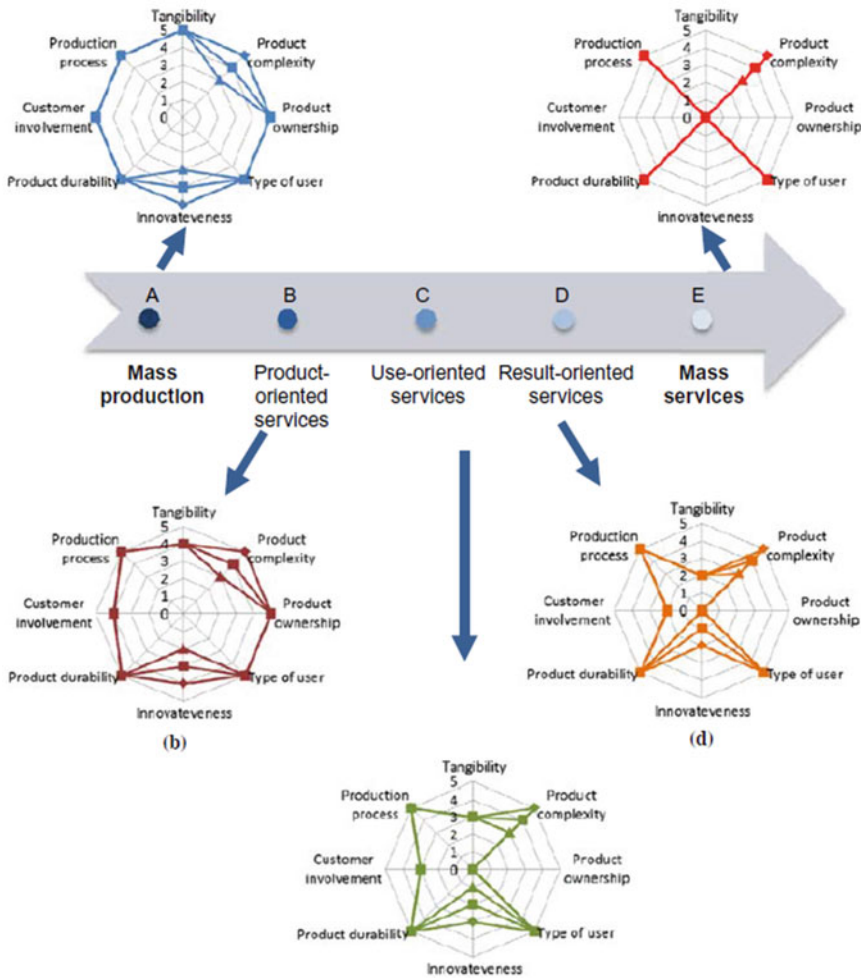 Tangibility
Production
process
Product
complexity
Customer
involvement
Product
ownership
Product durability
Type of user
Innovateveness
5
4
3
2
1
0
Tangibility
Production
process
Product
complexity
Customer
involvement
Product
ownership
Product durability
Type of user
innovateveness
5
4
3
2
1
0
A
B
C
D
E
Mass
production
Product-
oriented
services
Use-oriented
services
Result-oriented
services
Mass
services
Tangibility
Production
process
Product
complexity
Customer
involvement
Product
ownership
Product durability
Type of user
Innovateveness
5
4
3
2
1
0
(b)
Tangibility
Production
process
Product
complexity
Customer
involvement
Product
ownership
Product durability
Type of user
Innovateveness
5
4
3
2
1
0
(d)
Tangibility
Production
process
Product
complexity
Customer
involvement
Product
ownership
Product durability
Type of user
Innovateveness
5
4
3
2
1
0